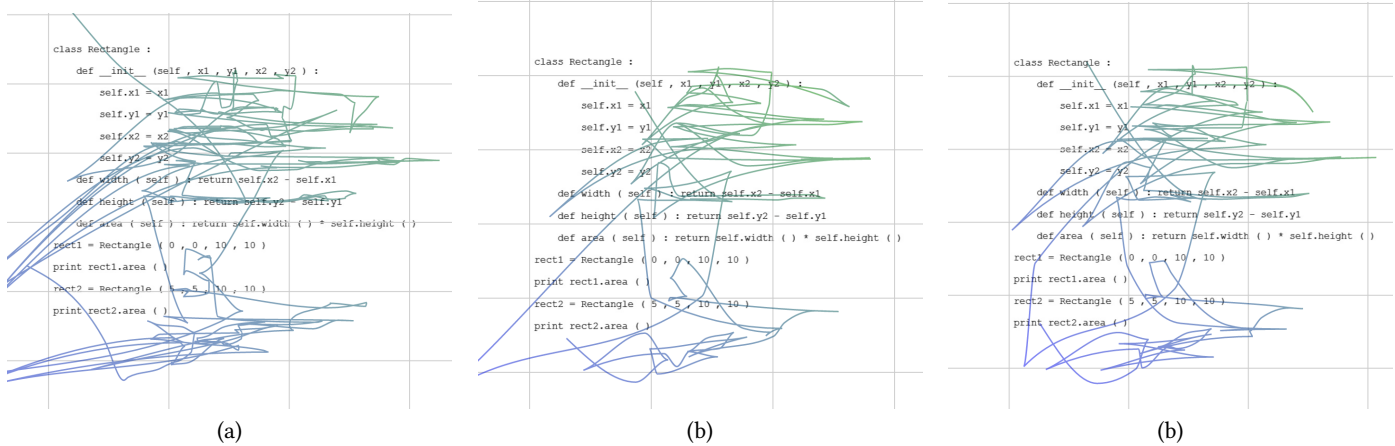 class Rectangle :
def __init__ (self , x1 , y1 , x2 , y2 ) :
self.x1 = x1
self.y1 = y1
self.x2 = x2
self.y2 = y2
def width ( self ) : return self.x2 - self.x1
def height ( self ) : return self.y2 - self.y1
def area ( self ) : return self.width ( ) * self.height ( )
rect1 = Rectangle ( 0 , 0 , 10 , 10 )
print rect1.area ( )
rect2 = Rectangle ( 5 , 5 , 10 , 10 )
print rect2.area ( )
(a)
class Rectangle :
def __init__ (self , x1 , y1 , x2 , y2 ) :
self.x1 = x1
self.y1 = y1
self.x2 = x2
self.y2 = y2
def width ( self ) : return self.x2 - self.x1
def height ( self ) : return self.y2 - self.y1
def area ( self ) : return self.width ( ) * self.height ( )
rect1 = Rectangle ( 0 , 0 , 10 , 10 )
print rect1.area ( )
rect2 = Rectangle ( 5 , 5 , 10 , 10 )
print rect2.area ( )
(b)
class Rectangle :
def __init__ (self , x1 , y1 , x2 , y2 ) :
self.x1 = x1
self.y1 = y1
self.x2 = x2
self.y2 = y2
def width ( self ) : return self.x2 - self.x1
def height ( self ) : return self.y2 - self.y1
def area ( self ) : return self.width ( ) * self.height ( )
rect1 = Rectangle ( 0 , 0 , 10 , 10 )
print rect1.area ( )
rect2 = Rectangle ( 5 , 5 , 10 , 10 )
print rect2.area ( )
(b)